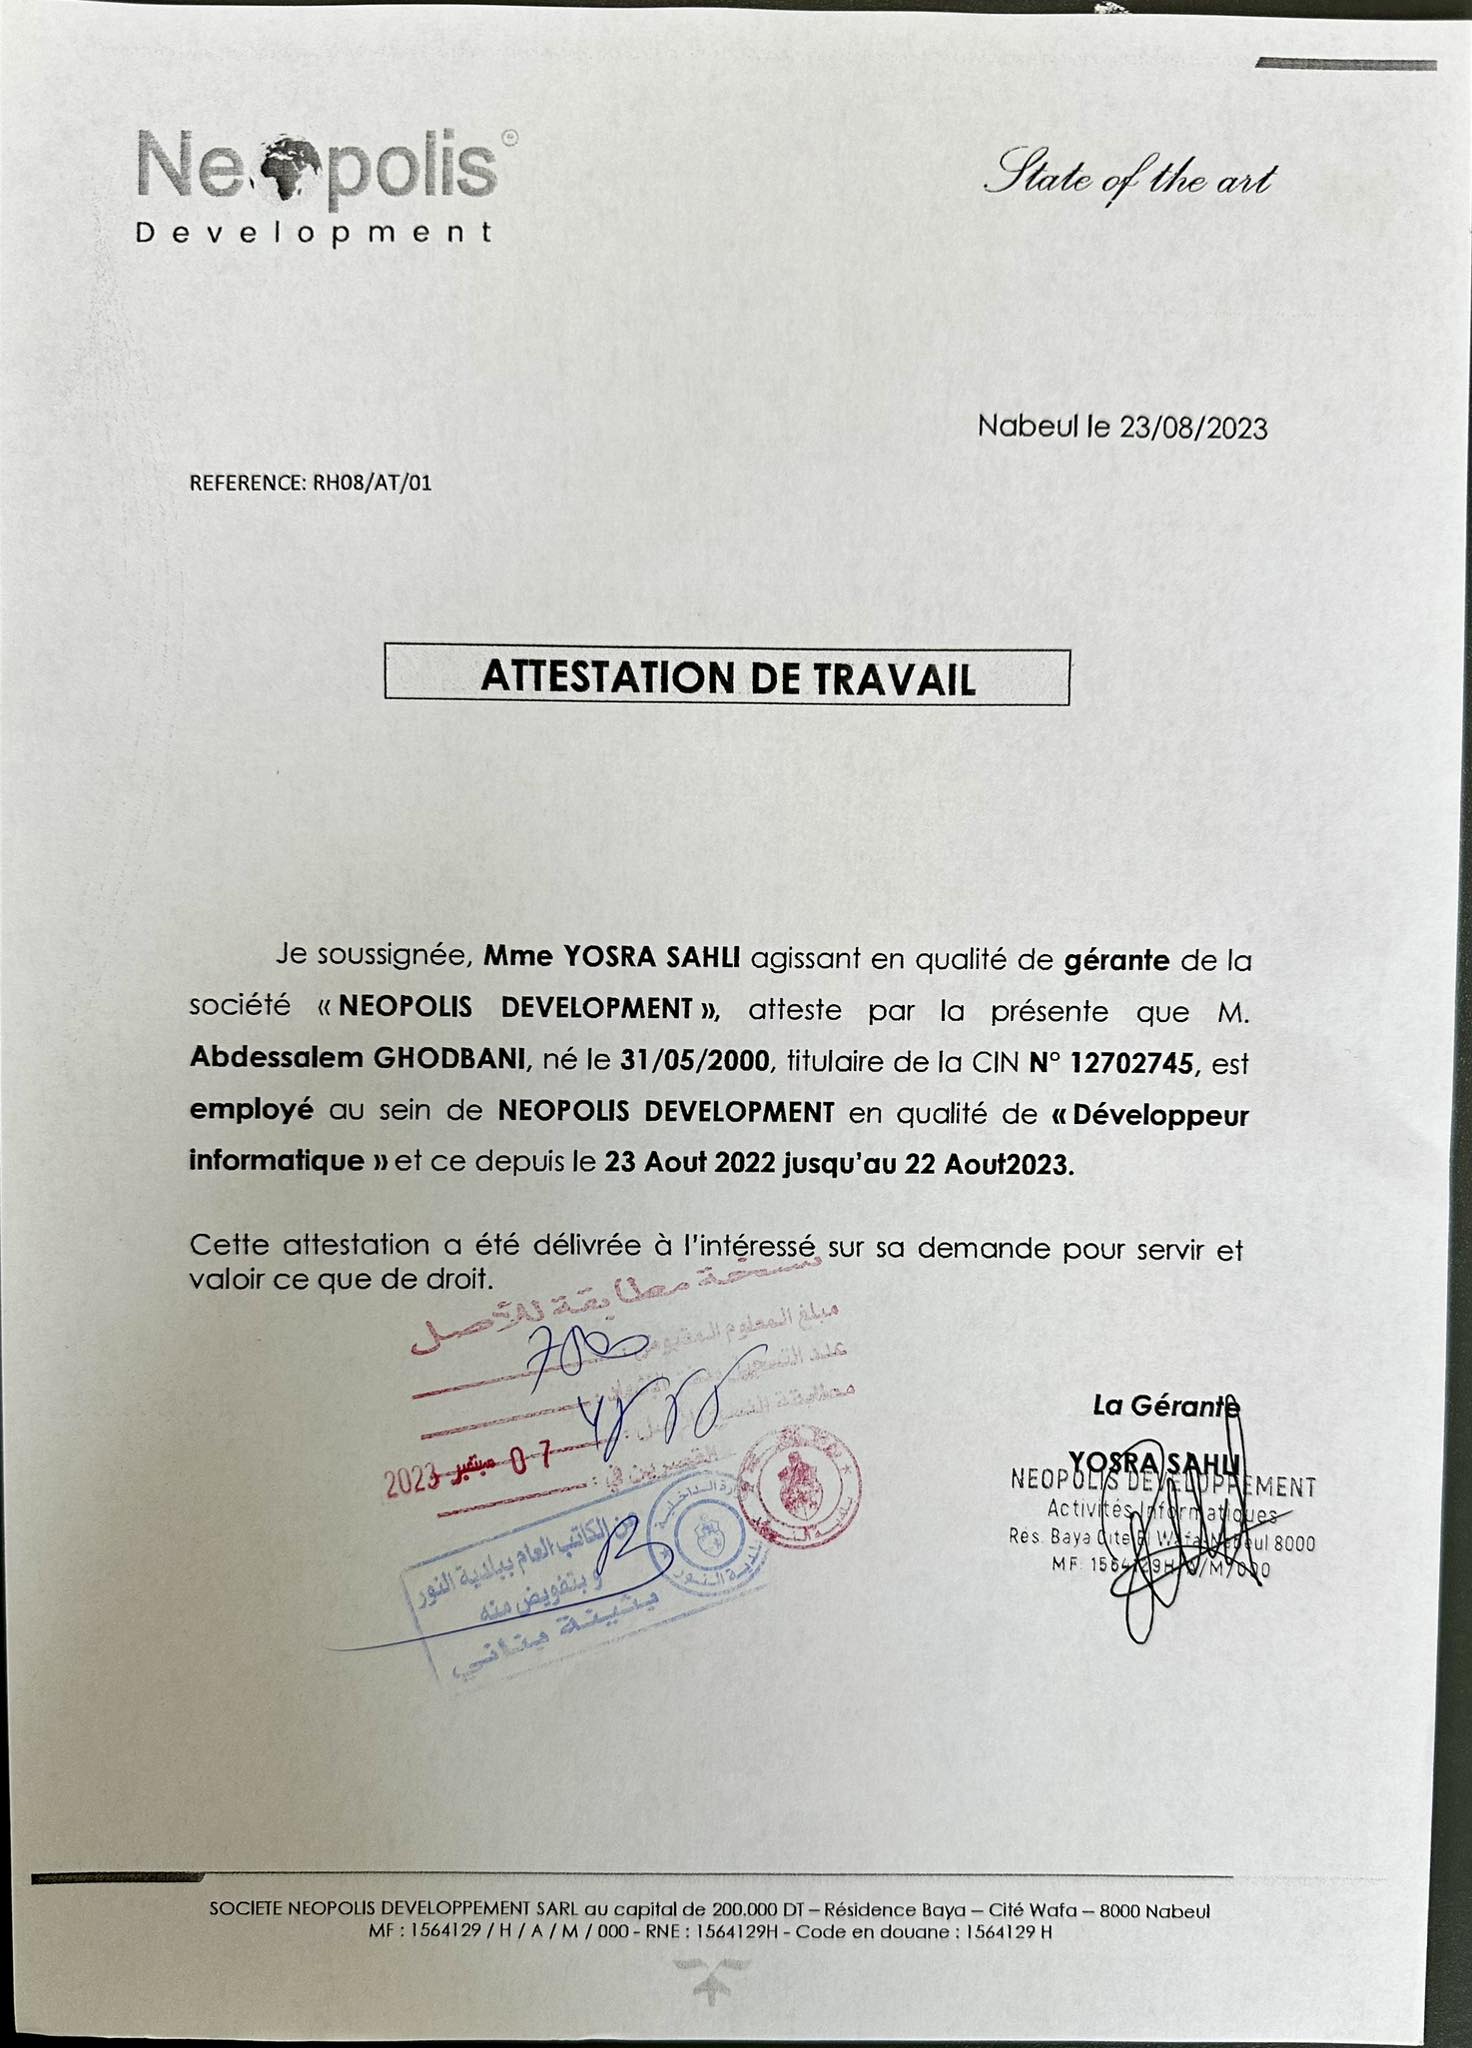 Neopolis
Development
State of the art
Nabeul le 23/08/2023
REFERENCE: RH08/AT/01
ATTESTATION DE TRAVAIL
Je soussignée, Mme YOSRA SAHLI agissant en qualité de gérante de la
société « NEOPOLIS DEVELOPMENT », atteste par la présente que M.
Abdessalem GHODBANI, né le 31/05/2000, titulaire de la CIN N° 12702745, est
employé au sein de NEOPOLIS DEVELOPMENT en qualité de « Développeur
informatique » et ce depuis le 23 Aout 2022 jusqu'au 22 Aout2023.
Cette attestation a été délivrée à l'intéressé sur sa demande pour servir et
valoir ce que de droit.
نسخة مطابقة للأصل
مبلغ المعلوم المقبوض
07 سبتمبر 2023
الكاتب العام ببلدية النور
و بتفويض منه
La Gérante
YOSRA SAHLI
NEOPOLIS DEVELOPPEMENT
Activités Informatiques
Rés. Baya Cité El Wafa Nabeul 8000
MF: 1564129H/A/M/000
SOCIETE NEOPOLIS DEVELOPPEMENT SARL au capital de 200.000 DT – Résidence Baya – Cité Wafa – 8000 Nabeul
MF : 1564129 / H / A / M / 000 - RNE : 1564129H - Code en douane : 1564129 H